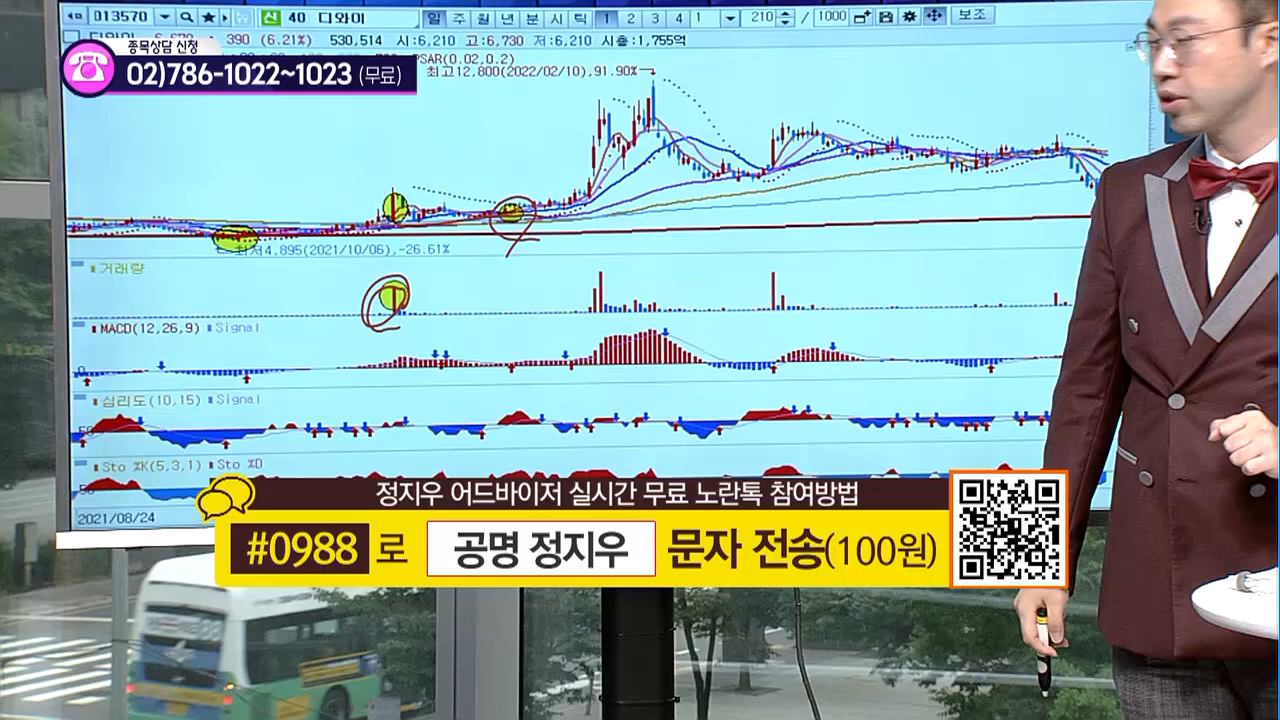 013570 신 40 디와이 일 주 월 년 분 시 틱 1 2 3 4 1 210 / 1000 보조
390 (6.21%) 530,514 시:6,210 고:6,730 저:6,210 시총:1,755억
종목상담 신청
02)786-1022~1023 (무료)
PSAR(0.02,0.2)
최고12,800(2022/02/10),91.90%
최저4,895(2021/10/06),-26.61%
거래량
MACD(12,26,9) Signal
심리도(10,15) Signal
Sto %K(5,3,1) Sto %D
2021/08/24
정지우 어드바이저 실시간 무료 노란톡 참여방법
#0988 로 공명 정지우 문자 전송(100원)